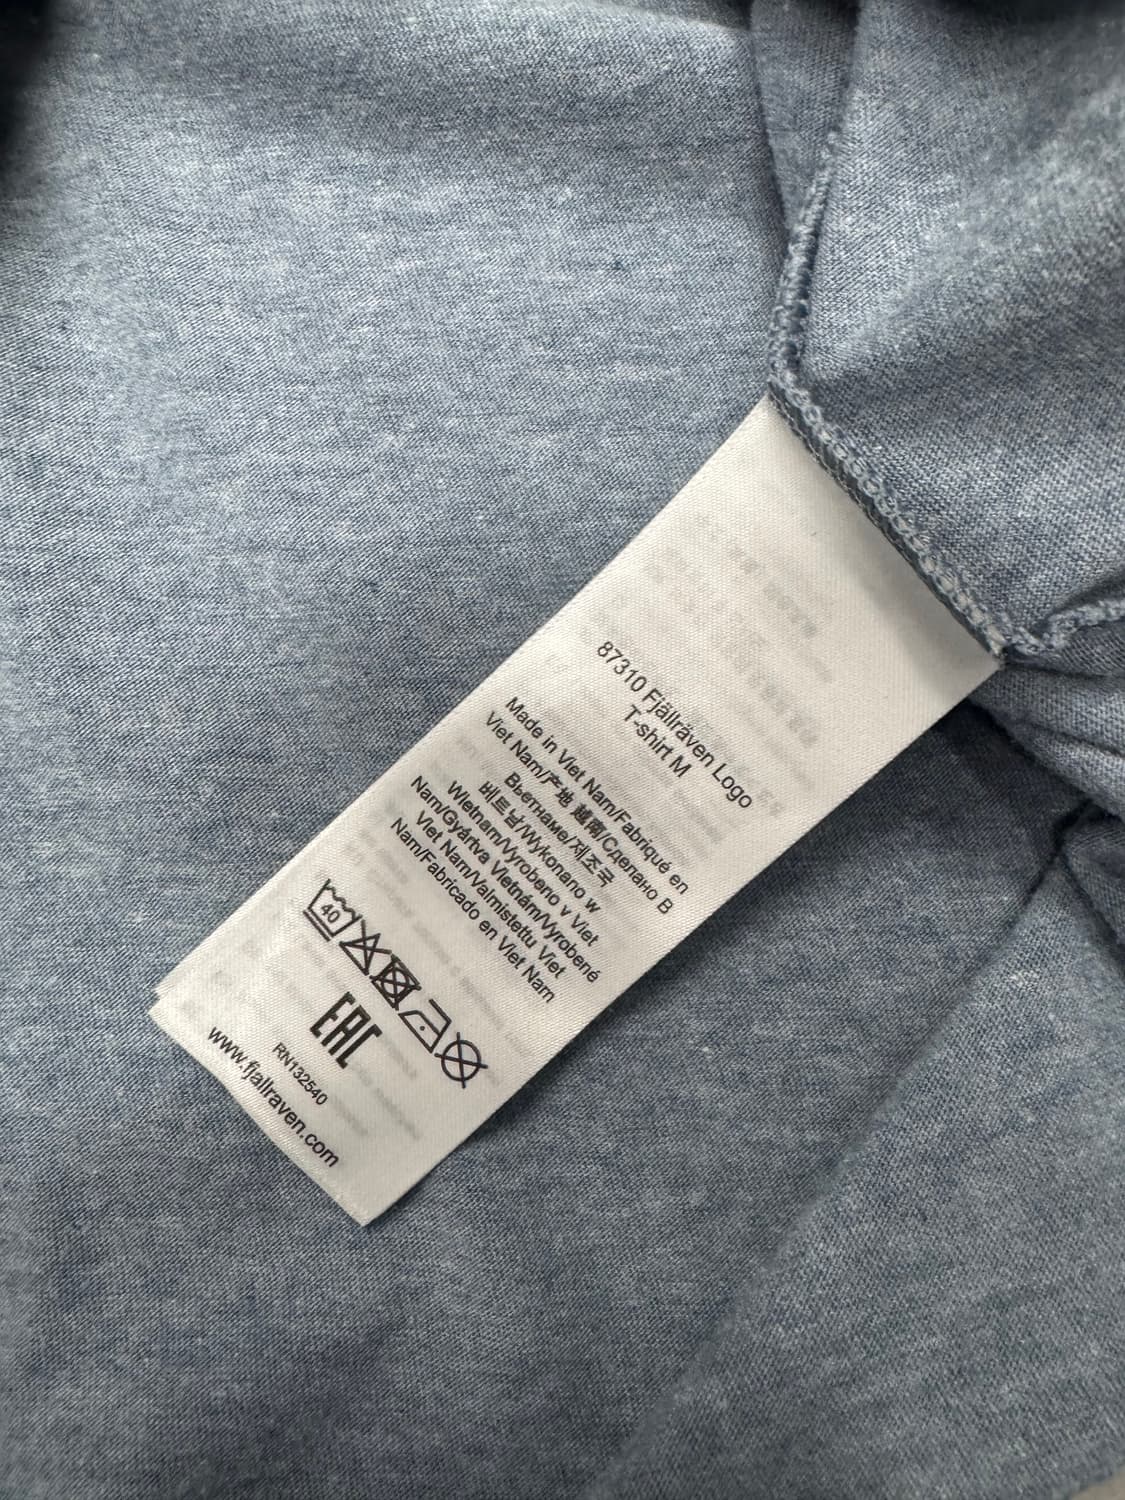 87310 Fjällräven Logo
T-shirt M
Made in Viet Nam/Fabriqué en
Viet Nam/产地 越南/Сделано В
Вьетнаме/제조국
베트남/Wykonano w
Wietnam/Vyrobeno v Viet
Nam/Gyártva Vietnám/Vyrobené
Viet Nam/Valmistettu Viet
Nam/Fabricado en Viet Nam
40
EAC
RN132540
www.fjallraven.com